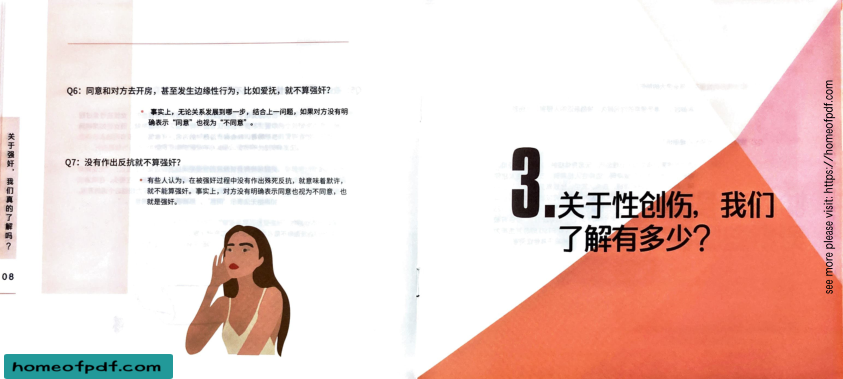 Q6：同意和对方去开房，甚至发生边缘性行为，比如爱抚，就不算强奸？
• 事实上，无论关系发展到哪一步，结合上一问题，如果对方没有明
确表示“同意”也视为“不同意”。
Q7：没有作出反抗就不算强奸？
• 有些人认为，在被强奸过程中没有作出殊死反抗，就意味着默许，
就不能算强奸。事实上，对方没有明确表示同意也视为不同意，也
就是强奸。
关于强奸，我们真的了解吗？
08
3.关于性创伤，我们
了解有多少？
see more please visit: https://homeofpdf.com
homeofpdf.com